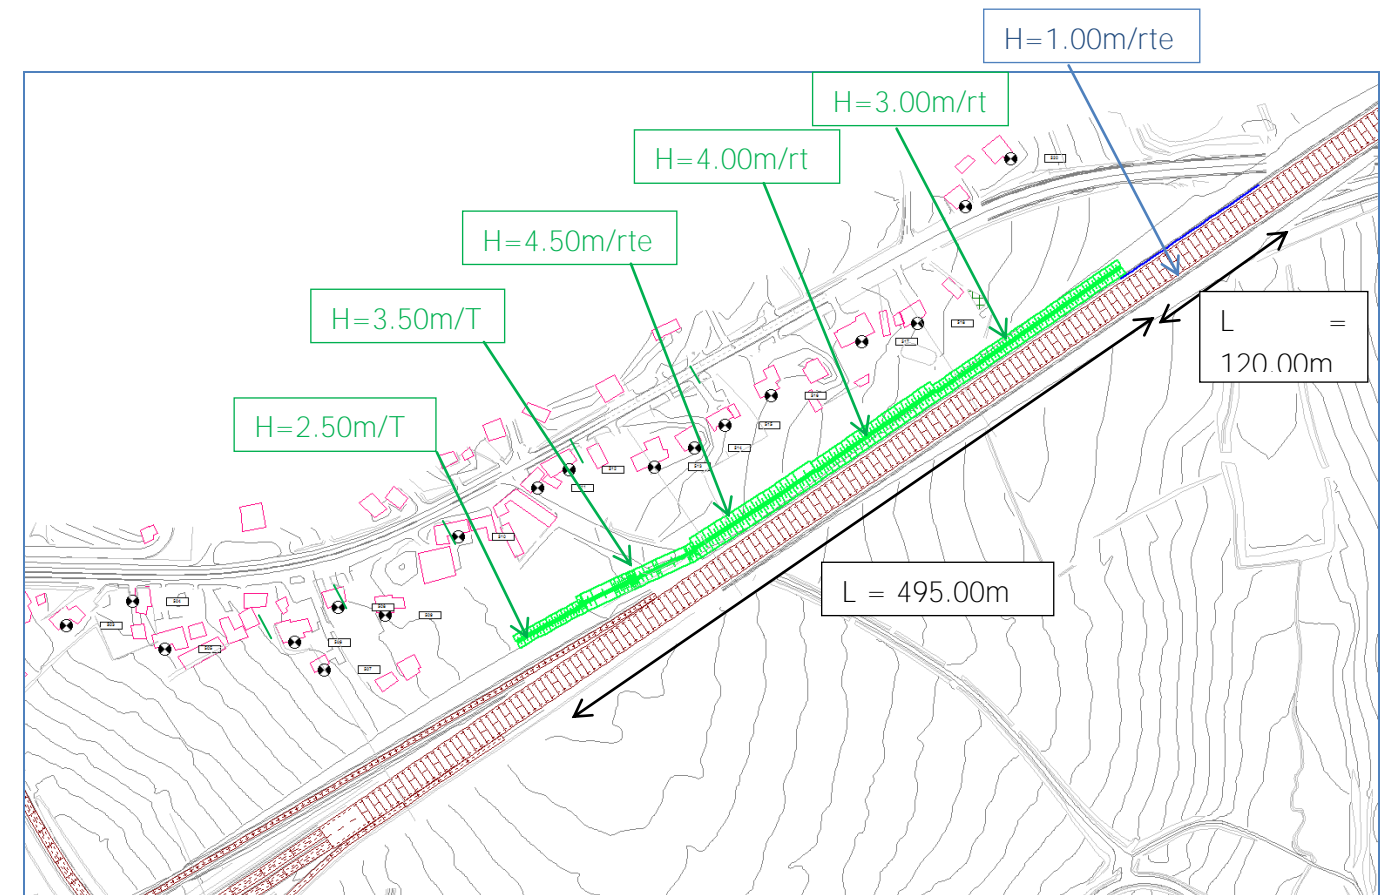 H=1.00m/rte
H=3.00m/rt
H=4.00m/rt
H=4.50m/rte
H=3.50m/T
H=2.50m/T
L =
120.00m
L = 495.00m